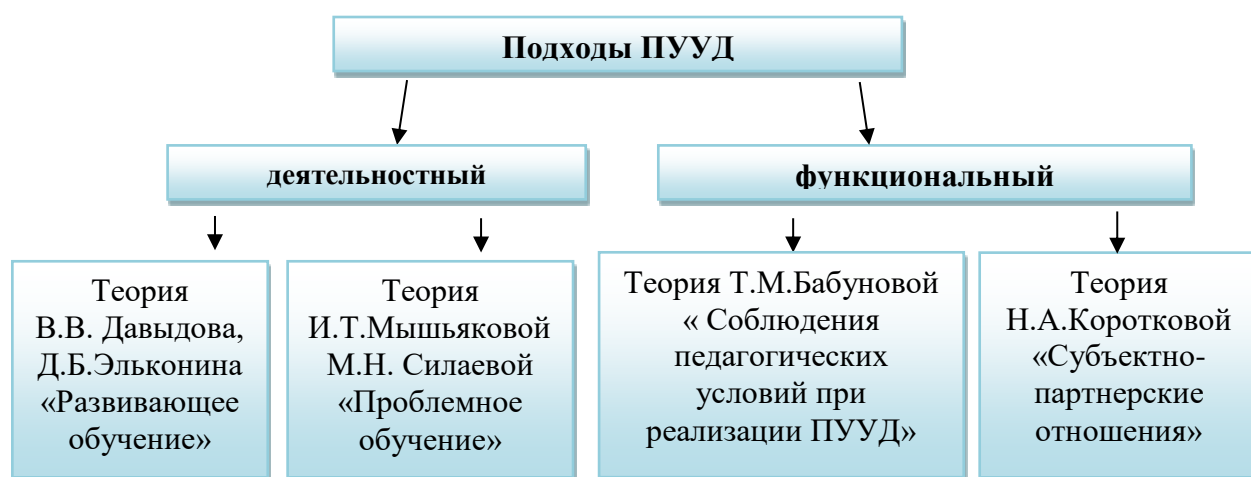 Подходы ПУУД
деятельностный
функциональный
Теория
В.В. Давыдова,
Д.Б.Эльконина
«Развивающее
обучение»
Теория
И.Т.Мышьяковой
М.Н. Силаевой
«Проблемное
обучение»
Теория Т.М.Бабуновой
« Соблюдения
педагогических
условий при
реализации ПУУД»
Теория
Н.А.Коротковой
«Субъектно-
партнерские
отношения»